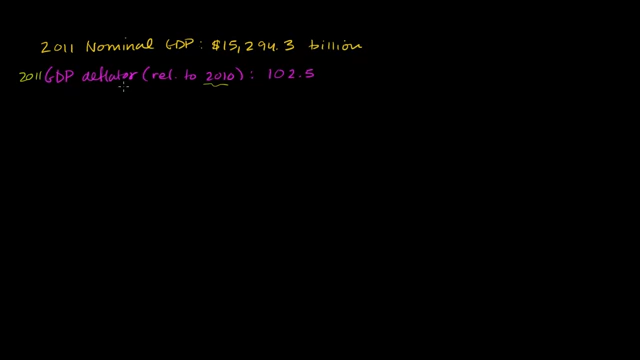 2011 Nominal GDP: $15,294.3 billion
2011 GDP deflator (rel. to 2010): 102.5